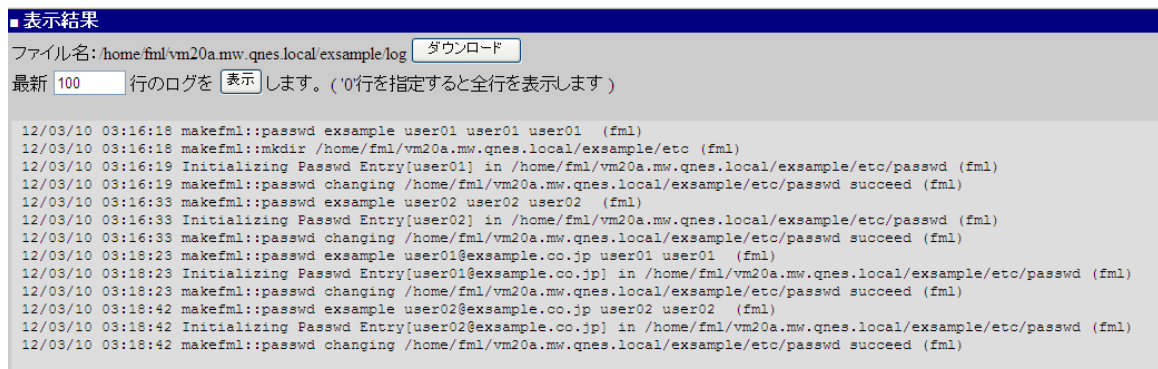 ■表示結果
ファイル名：/home/fml/vm20a.mw.qnes.local/exsample/log ダウンロード
最新 100 行のログを 表示 します。( '0'行を指定すると全行を表示します )
12/03/10 03:16:18 makefml::passwd exsample user01 user01 user01  (fml)
12/03/10 03:16:18 makefml::mkdir /home/fml/vm20a.mw.qnes.local/exsample/etc (fml)
12/03/10 03:16:19 Initializing Passwd Entry[user01] in /home/fml/vm20a.mw.qnes.local/exsample/etc/passwd (fml)
12/03/10 03:16:19 makefml::passwd changing /home/fml/vm20a.mw.qnes.local/exsample/etc/passwd succeed (fml)
12/03/10 03:16:33 makefml::passwd exsample user02 user02 user02  (fml)
12/03/10 03:16:33 Initializing Passwd Entry[user02] in /home/fml/vm20a.mw.qnes.local/exsample/etc/passwd (fml)
12/03/10 03:16:33 makefml::passwd changing /home/fml/vm20a.mw.qnes.local/exsample/etc/passwd succeed (fml)
12/03/10 03:18:23 makefml::passwd exsample user01@exsample.co.jp user01 user01  (fml)
12/03/10 03:18:23 Initializing Passwd Entry[user01@exsample.co.jp] in /home/fml/vm20a.mw.qnes.local/exsample/etc/passwd (fml)
12/03/10 03:18:23 makefml::passwd changing /home/fml/vm20a.mw.qnes.local/exsample/etc/passwd succeed (fml)
12/03/10 03:18:42 makefml::passwd exsample user02@exsample.co.jp user02 user02  (fml)
12/03/10 03:18:42 Initializing Passwd Entry[user02@exsample.co.jp] in /home/fml/vm20a.mw.qnes.local/exsample/etc/passwd (fml)
12/03/10 03:18:42 makefml::passwd changing /home/fml/vm20a.mw.qnes.local/exsample/etc/passwd succeed (fml)